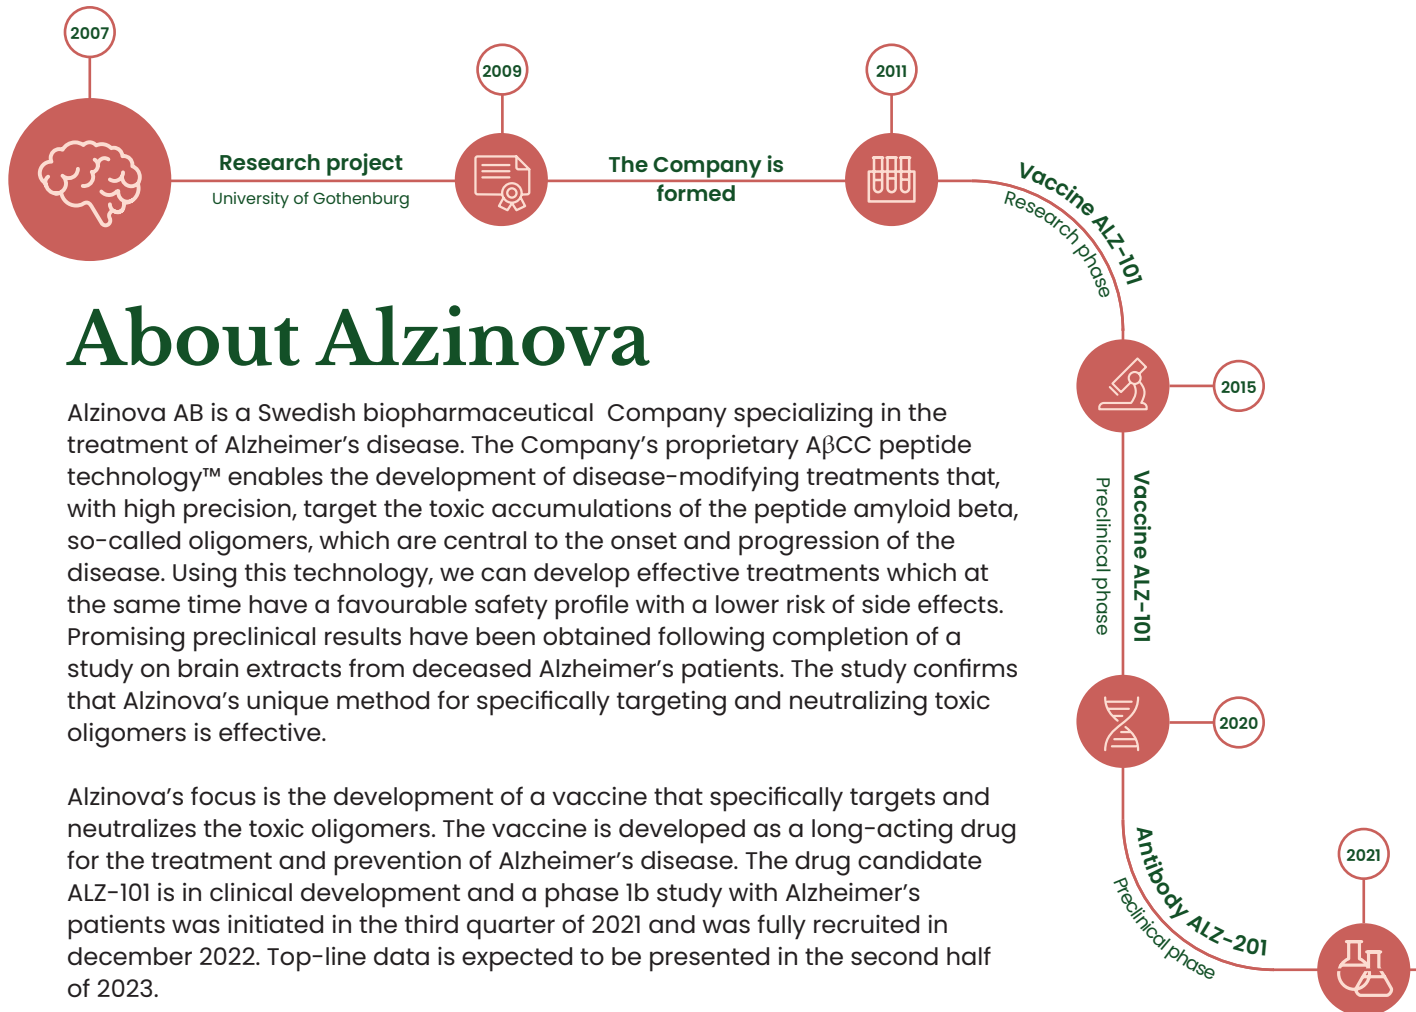 2007
2009
2011
Research project
University of Gothenburg
The Company is
formed
Vaccine ALZ-101
Research phase
2015
Vaccine ALZ-101
Preclinical phase
2020
Antibody ALZ-201
Preclinical phase
2021
About Alzinova
Alzinova AB is a Swedish biopharmaceutical  Company specializing in the
treatment of Alzheimer’s disease. The Company’s proprietary AβCC peptide
technology™ enables the development of disease-modifying treatments that,
with high precision, target the toxic accumulations of the peptide amyloid beta,
so-called oligomers, which are central to the onset and progression of the
disease. Using this technology, we can develop effective treatments which at
the same time have a favourable safety profile with a lower risk of side effects.
Promising preclinical results have been obtained following completion of a
study on brain extracts from deceased Alzheimer’s patients. The study confirms
that Alzinova’s unique method for specifically targeting and neutralizing toxic
oligomers is effective.
Alzinova’s focus is the development of a vaccine that specifically targets and
neutralizes the toxic oligomers. The vaccine is developed as a long-acting drug
for the treatment and prevention of Alzheimer’s disease. The drug candidate
ALZ-101 is in clinical development and a phase 1b study with Alzheimer’s
patients was initiated in the third quarter of 2021 and was fully recruited in
december 2022. Top-line data is expected to be presented in the second half
of 2023.